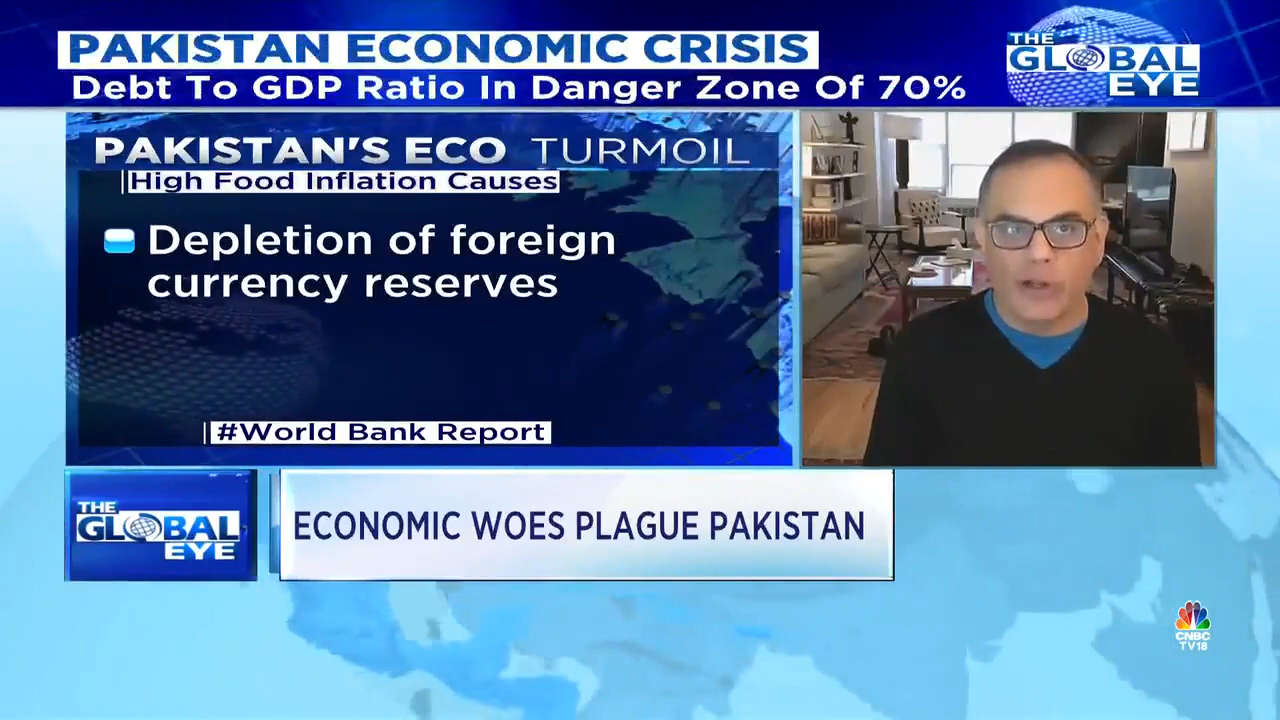 PAKISTAN ECONOMIC CRISIS
Debt To GDP Ratio In Danger Zone Of 70%
THE
GLOBAL
EYE
PAKISTAN'S ECO TURMOIL
High Food Inflation Causes
Depletion of foreign
currency reserves
#World Bank Report
THE
GLOBAL
EYE
ECONOMIC WOES PLAGUE PAKISTAN
CNBC
TV18